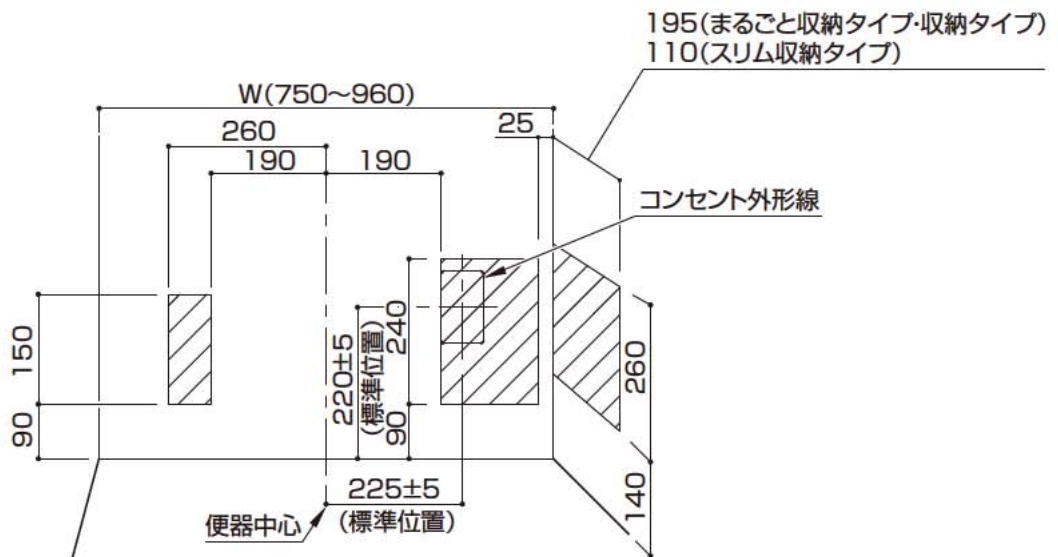 195(まるごと収納タイプ・収納タイプ)
110(スリム収納タイプ)
W(750〜960)
260
25
190
190
コンセント外形線
150
90
220±5
(標準位置)
240
90
260
140
225±5
(標準位置)
便器中心